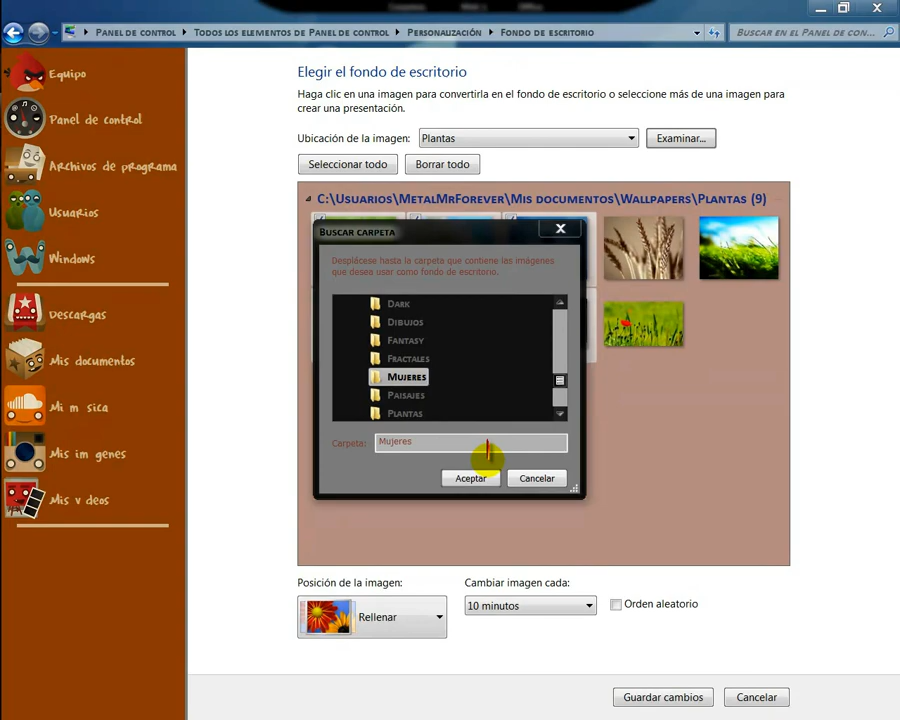 PANEL DE CONTROL TODOS LOS ELEMENTOS DE PANEL DE CONTROL PERSONALIZACIÓN FONDO DE ESCRITORIO
BUSCAR EN EL PANEL DE CON...
Equipo
Panel de control
Archivos de programa
Usuarios
Windows
Descargas
Mis documentos
Mi m sica
Mis im genes
Mis v deos
Elegir el fondo de escritorio
Haga clic en una imagen para convertirla en el fondo de escritorio o seleccione más de una imagen para
crear una presentación.
Ubicación de la imagen: Plantas Examinar...
Seleccionar todo Borrar todo
C:\USUARIOS\METALMRFOREVER\MIS DOCUMENTOS\WALLPAPERS\PLANTAS (9)
BUSCAR CARPETA X
Desplácese hasta la carpeta que contiene las imágenes
que desea usar como fondo de escritorio.
DARK
DIBUJOS
FANTASY
FRACTALES
MUJERES
PAISAJES
PLANTAS
Carpeta: Mujeres
Aceptar Cancelar
Posición de la imagen: Cambiar imagen cada:
Rellenar 10 minutos Orden aleatorio
Guardar cambios Cancelar